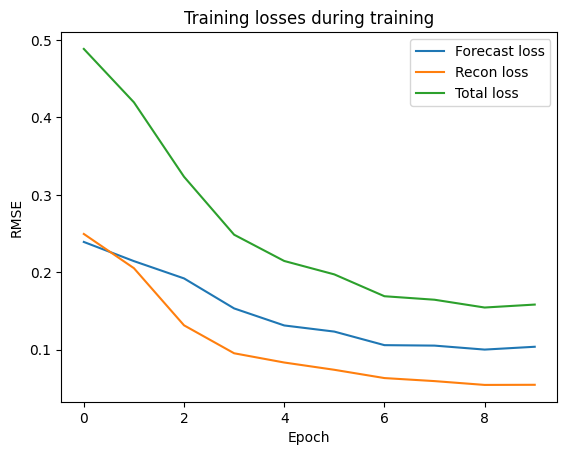 Training losses during training
Forecast loss
Recon loss
Total loss
0.5
0.4
0.3
0.2
0.1
RMSE
0 2 4 6 8
Epoch